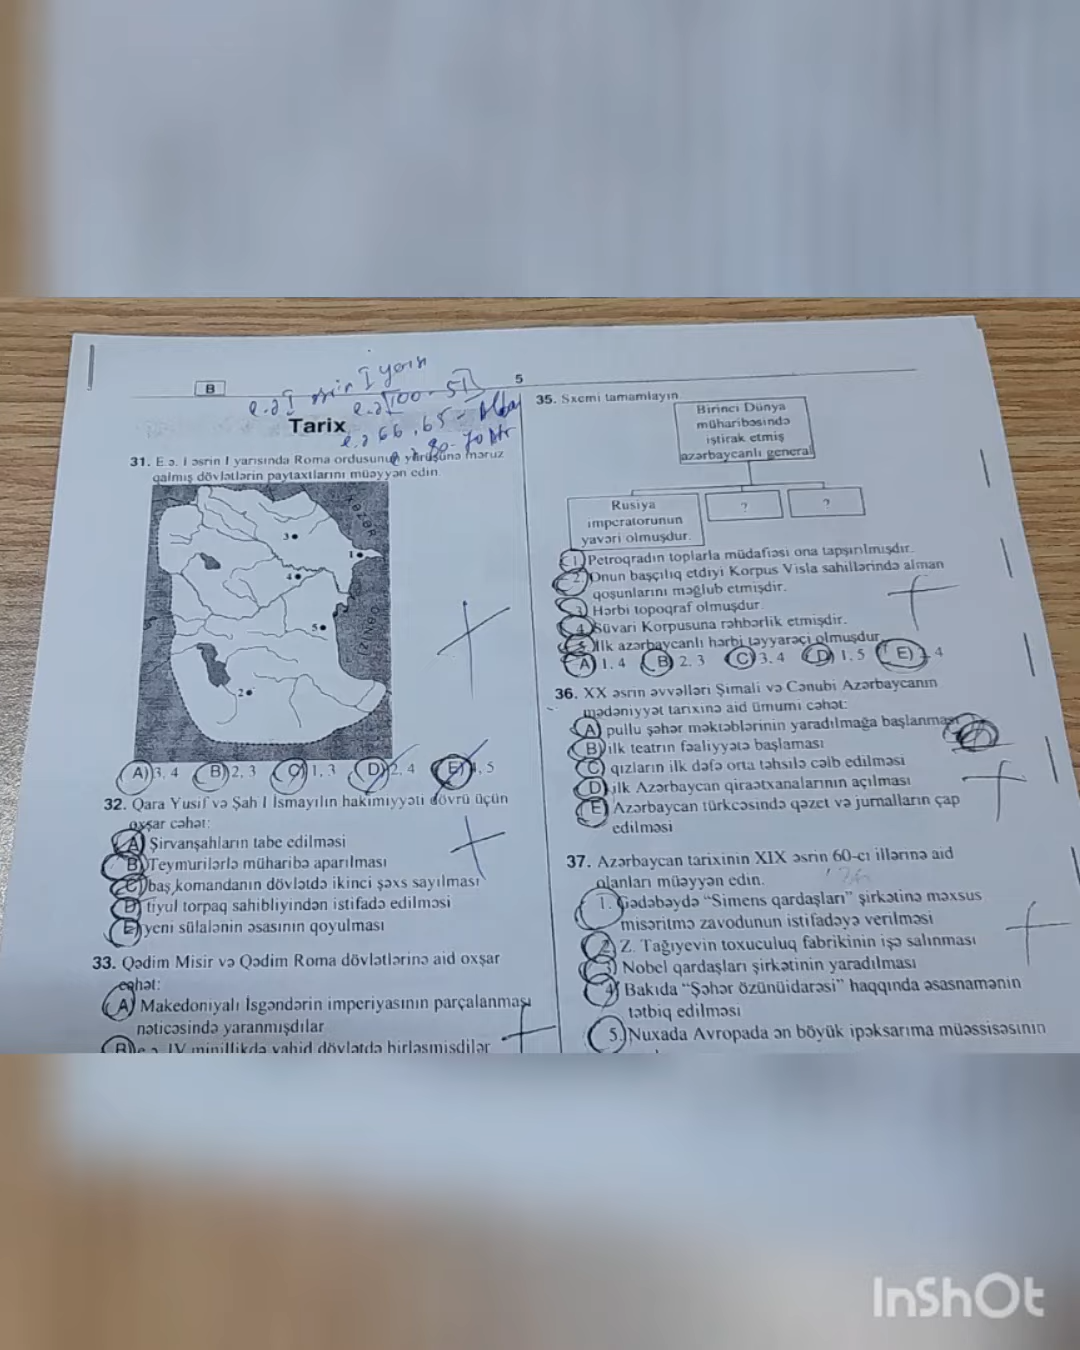 B
5
Tarix
31. E.ə. I əsrin I yarısında Roma ordusunun yürüşünə məruz
qalmış dövlətlərin paytaxtlarını müəyyən edin.
Xəzər
dənizi
3
1
4
5
2
A) 3, 4 B) 2, 3 C) 1, 3 D) 2, 4 E) 4, 5
32. Qara Yusif və Şah I İsmayılın hakimiyyəti dövrü üçün
oxşar cəhət:
A) Şirvanşahların tabe edilməsi
B) Teymurilərlə müharibə aparılması
C) baş komandanın dövlətdə ikinci şəxs sayılması
D) tiyul torpaq sahibliyindən istifadə edilməsi
E) yeni sülalənin əsasının qoyulması
33. Qədim Misir və Qədim Roma dövlətlərinə aid oxşar
cəhət:
A) Makedoniyalı İsgəndərin imperiyasının parçalanması
nəticəsində yaranmışdılar
B) e.ə. IV minillikdə vahid dövlətdə birləşmişdilər
35. Sxemi tamamlayın.
Birinci Dünya
müharibəsində
iştirak etmiş
azərbaycanlı general
Rusiya
imperatorunun
yavəri olmuşdur.
?
?
1. Petroqradın toplarla müdafiəsi ona tapşırılmışdır.
2. Onun başçılıq etdiyi Korpus Visla sahillərində alman
qoşunlarını məğlub etmişdir.
3. Hərbi topoqraf olmuşdur.
4. Süvari Korpusuna rəhbərlik etmişdir.
5. İlk azərbaycanlı hərbi təyyarəçi olmuşdur.
A) 1, 4 B) 2, 3 C) 3, 4 D) 1, 5 E) 4
36. XX əsrin əvvəlləri Şimali və Cənubi Azərbaycanın
mədəniyyət tarixinə aid ümumi cəhət:
A) pullu şəhər məktəblərinin yaradılmağa başlanması
B) ilk teatrın fəaliyyətə başlaması
C) qızların ilk dəfə orta təhsilə cəlb edilməsi
D) ilk Azərbaycan qiraətxanalarının açılması
E) Azərbaycan türkcəsində qəzet və jurnalların çap
edilməsi
37. Azərbaycan tarixinin XIX əsrin 60-cı illərinə aid
olanları müəyyən edin.
1. Gədəbəydə “Simens qardaşları” şirkətinə məxsus
misəritmə zavodunun istifadəyə verilməsi
2. Z. Tağıyevin toxuculuq fabrikinin işə salınması
3. Nobel qardaşları şirkətinin yaradılması
4. Bakıda “Şəhər özünüidarəsi” haqqında əsasnamənin
tətbiq edilməsi
5. Nuxada Avropada ən böyük ipəksarıma müəssisəsinin
InShOt